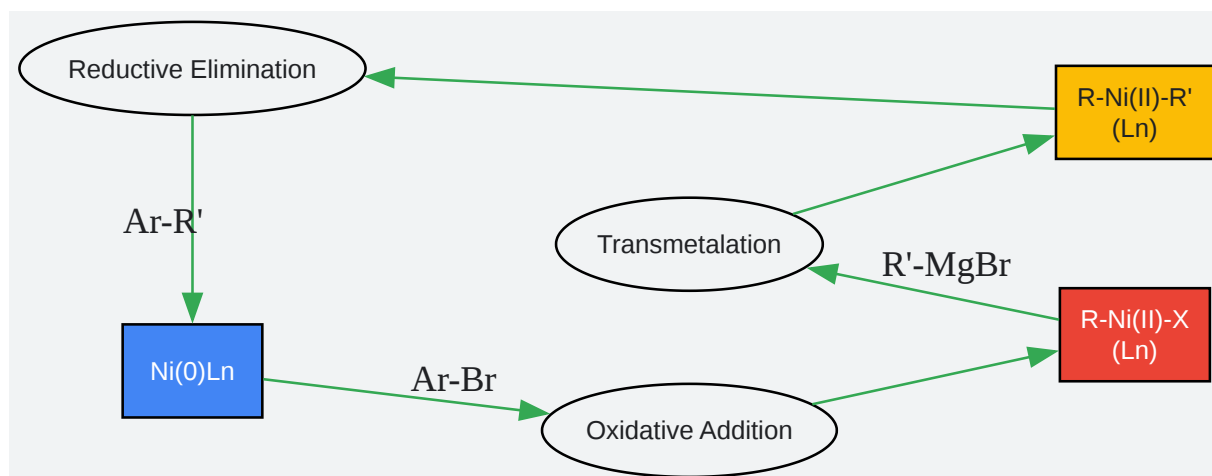 Reductive Elimination
R-Ni(II)-R'
(Ln)
Ar-R'
Transmetalation
R'-MgBr
R-Ni(II)-X
(Ln)
Ni(0)Ln
Ar-Br
Oxidative Addition